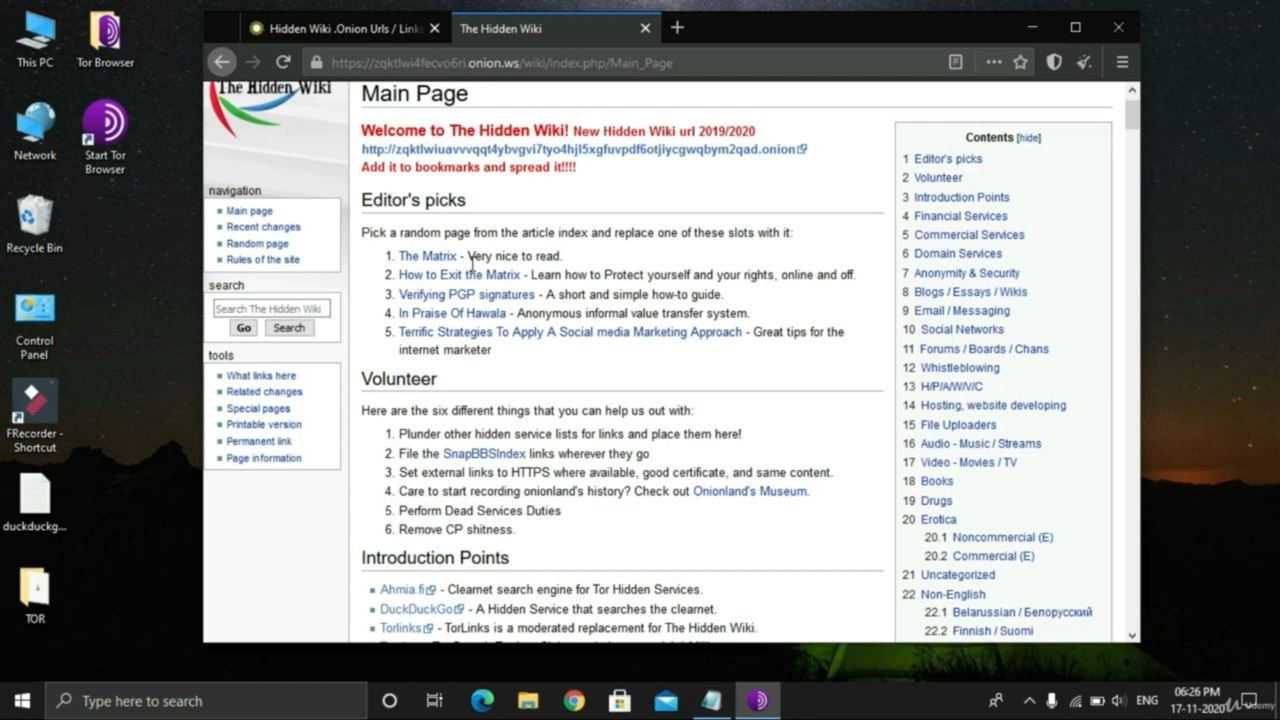 This PC
Tor Browser
Network
Start Tor
Browser
Recycle Bin
Control
Panel
FRecorder -
Shortcut
duckduckg...
TOR
Hidden Wiki .Onion Urls / Link
The Hidden Wiki
https://zqktlwi4fecvo6ri.onion.ws/wiki/index.php/Main_Page
The Hidden Wiki
navigation
Main page
Recent changes
Random page
Rules of the site
search
Search The Hidden Wiki
Go Search
tools
What links here
Related changes
Special pages
Printable version
Permanent link
Page information
Main Page
Welcome to The Hidden Wiki! New Hidden Wiki url 2019/2020
http://zqktlwiuavvvqqt4ybvgvi7tyo4hjl5xgfuvpdf6otjiycgwqbym2qad.onion
Add it to bookmarks and spread it!!!!
Editor's picks
Pick a random page from the article index and replace one of these slots with it:
1. The Matrix - Very nice to read.
2. How to Exit the Matrix - Learn how to Protect yourself and your rights, online and off.
3. Verifying PGP signatures - A short and simple how-to guide.
4. In Praise Of Hawala - Anonymous informal value transfer system.
5. Terrific Strategies To Apply A Social media Marketing Approach - Great tips for the
internet marketer
Volunteer
Here are the six different things that you can help us out with:
1. Plunder other hidden service lists for links and place them here!
2. File the SnapBBSIndex links wherever they go
3. Set external links to HTTPS where available, good certificate, and same content.
4. Care to start recording onionland's history? Check out Onionland's Museum.
5. Perform Dead Services Duties
6. Remove CP shitness.
Introduction Points
Ahmia.fi - Clearnet search engine for Tor Hidden Services.
DuckDuckGo - A Hidden Service that searches the clearnet.
Torlinks - TorLinks is a moderated replacement for The Hidden Wiki.
Contents [hide]
1 Editor's picks
2 Volunteer
3 Introduction Points
4 Financial Services
5 Commercial Services
6 Domain Services
7 Anonymity & Security
8 Blogs / Essays / Wikis
9 Email / Messaging
10 Social Networks
11 Forums / Boards / Chans
12 Whistleblowing
13 H/P/A/W/V/C
14 Hosting, website developing
15 File Uploaders
16 Audio - Music / Streams
17 Video - Movies / TV
18 Books
19 Drugs
20 Erotica
20.1 Noncommercial (E)
20.2 Commercial (E)
21 Uncategorized
22 Non-English
22.1 Belarussian / Белорусский
22.2 Finnish / Suomi
Type here to search
ENG
06:26 PM
17-11-2020
Udemy